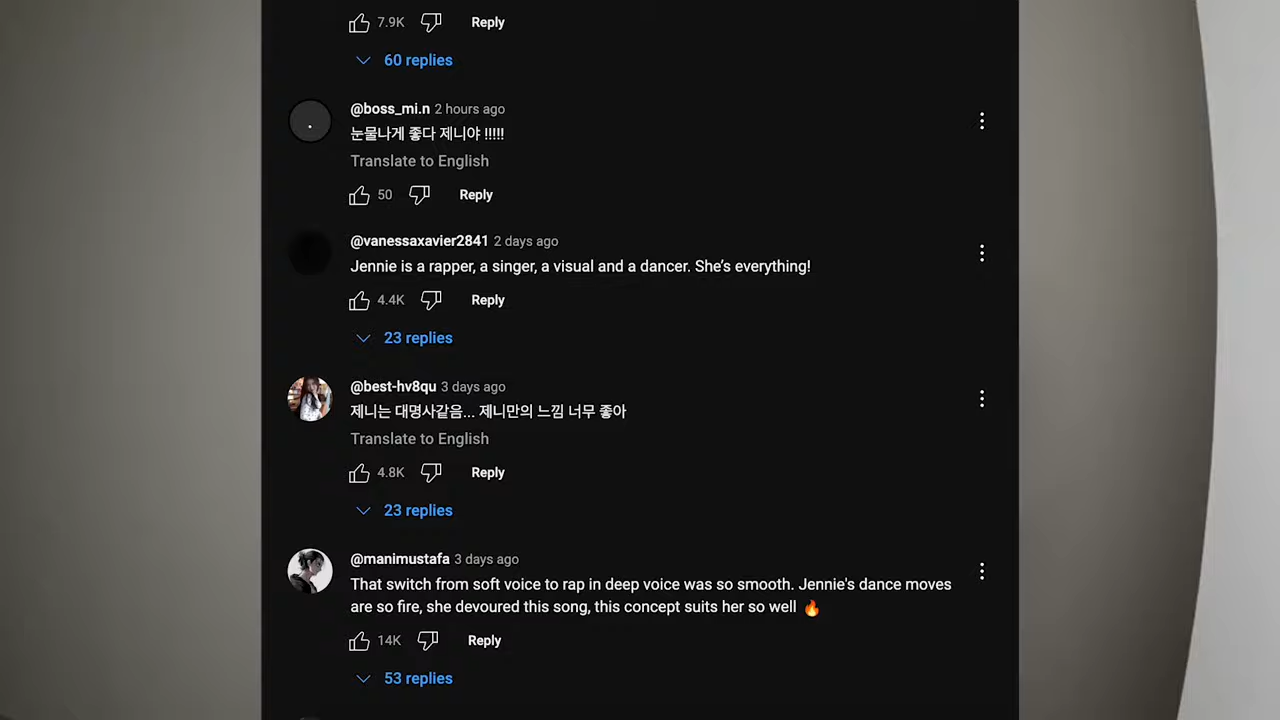 7.9K Reply
60 replies
@boss_mi.n 2 hours ago
눈물나게 좋다 제니야 !!!!!
Translate to English
50 Reply
@vanessaxavier2841 2 days ago
Jennie is a rapper, a singer, a visual and a dancer. She's everything!
4.4K Reply
23 replies
@best-hv8qu 3 days ago
제니는 대명사같음... 제니만의 느낌 너무 좋아
Translate to English
4.8K Reply
23 replies
@manimustafa 3 days ago
That switch from soft voice to rap in deep voice was so smooth. Jennie's dance moves
are so fire, she devoured this song, this concept suits her so well 🔥
14K Reply
53 replies